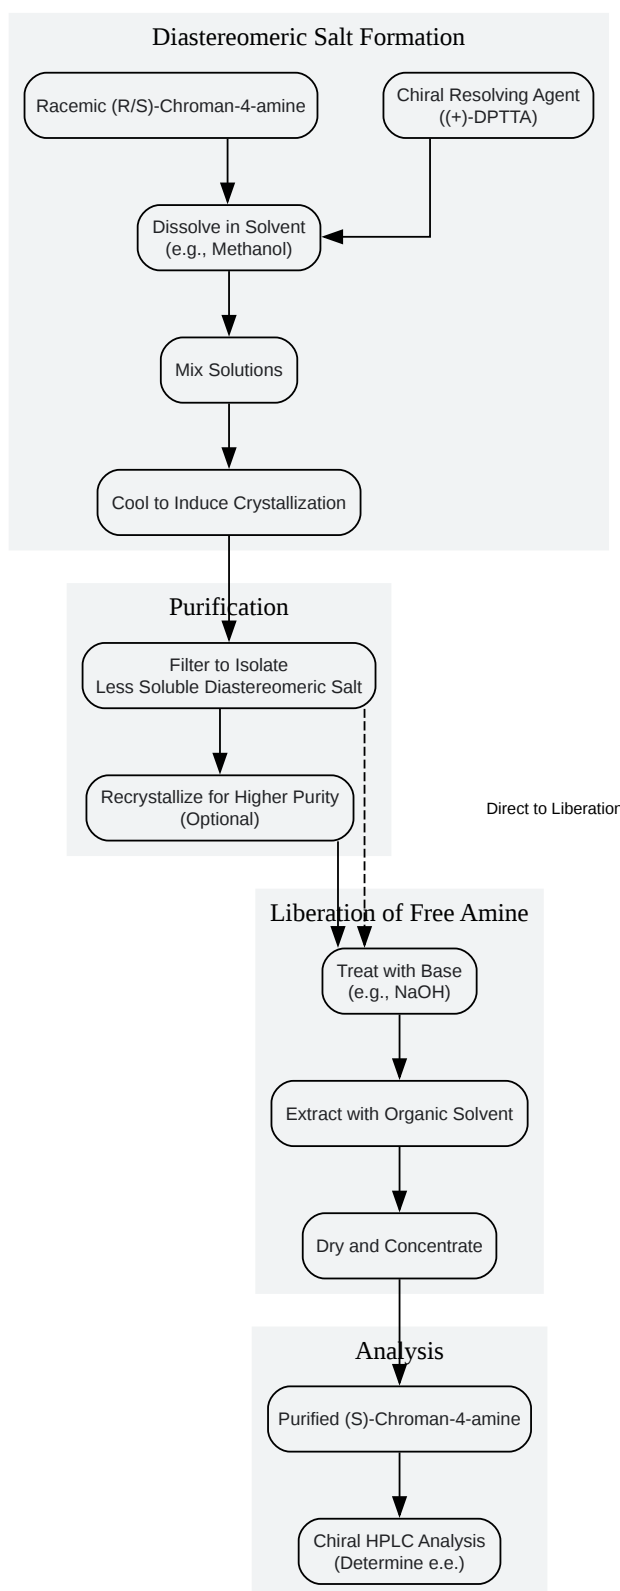 Diastereomeric Salt Formation
Racemic (R/S)-Chroman-4-amine
Chiral Resolving Agent
((+)-DPTTA)
Dissolve in Solvent
(e.g., Methanol)
Mix Solutions
Cool to Induce Crystallization
Purification
Filter to Isolate
Less Soluble Diastereomeric Salt
Recrystallize for Higher Purity
(Optional)
Direct to Liberation
Liberation of Free Amine
Treat with Base
(e.g., NaOH)
Extract with Organic Solvent
Dry and Concentrate
Analysis
Purified (S)-Chroman-4-amine
Chiral HPLC Analysis
(Determine e.e.)